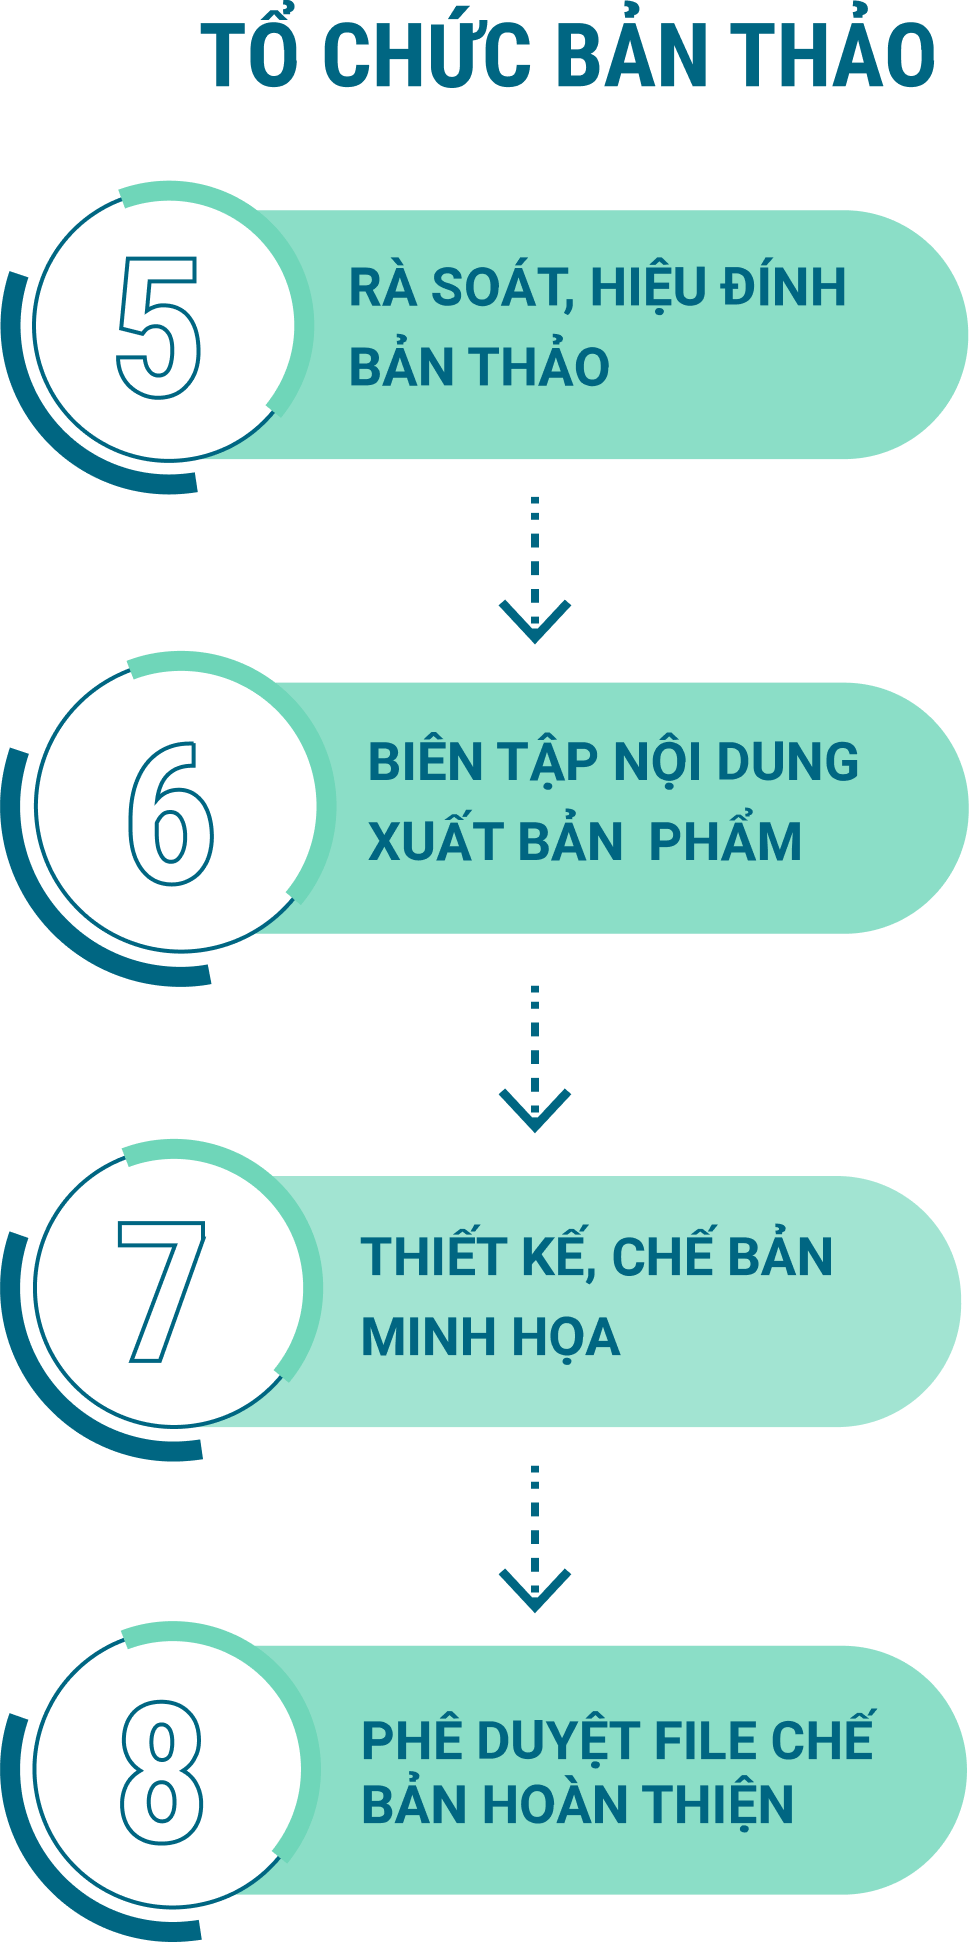 TỔ CHỨC BẢN THẢO
5
RÀ SOÁT, HIỆU ĐÍNH
BẢN THẢO
6
BIÊN TẬP NỘI DUNG
XUẤT BẢN  PHẨM
7
THIẾT KẾ, CHẾ BẢN
MINH HỌA
8
PHÊ DUYỆT FILE CHẾ
BẢN HOÀN THIỆN